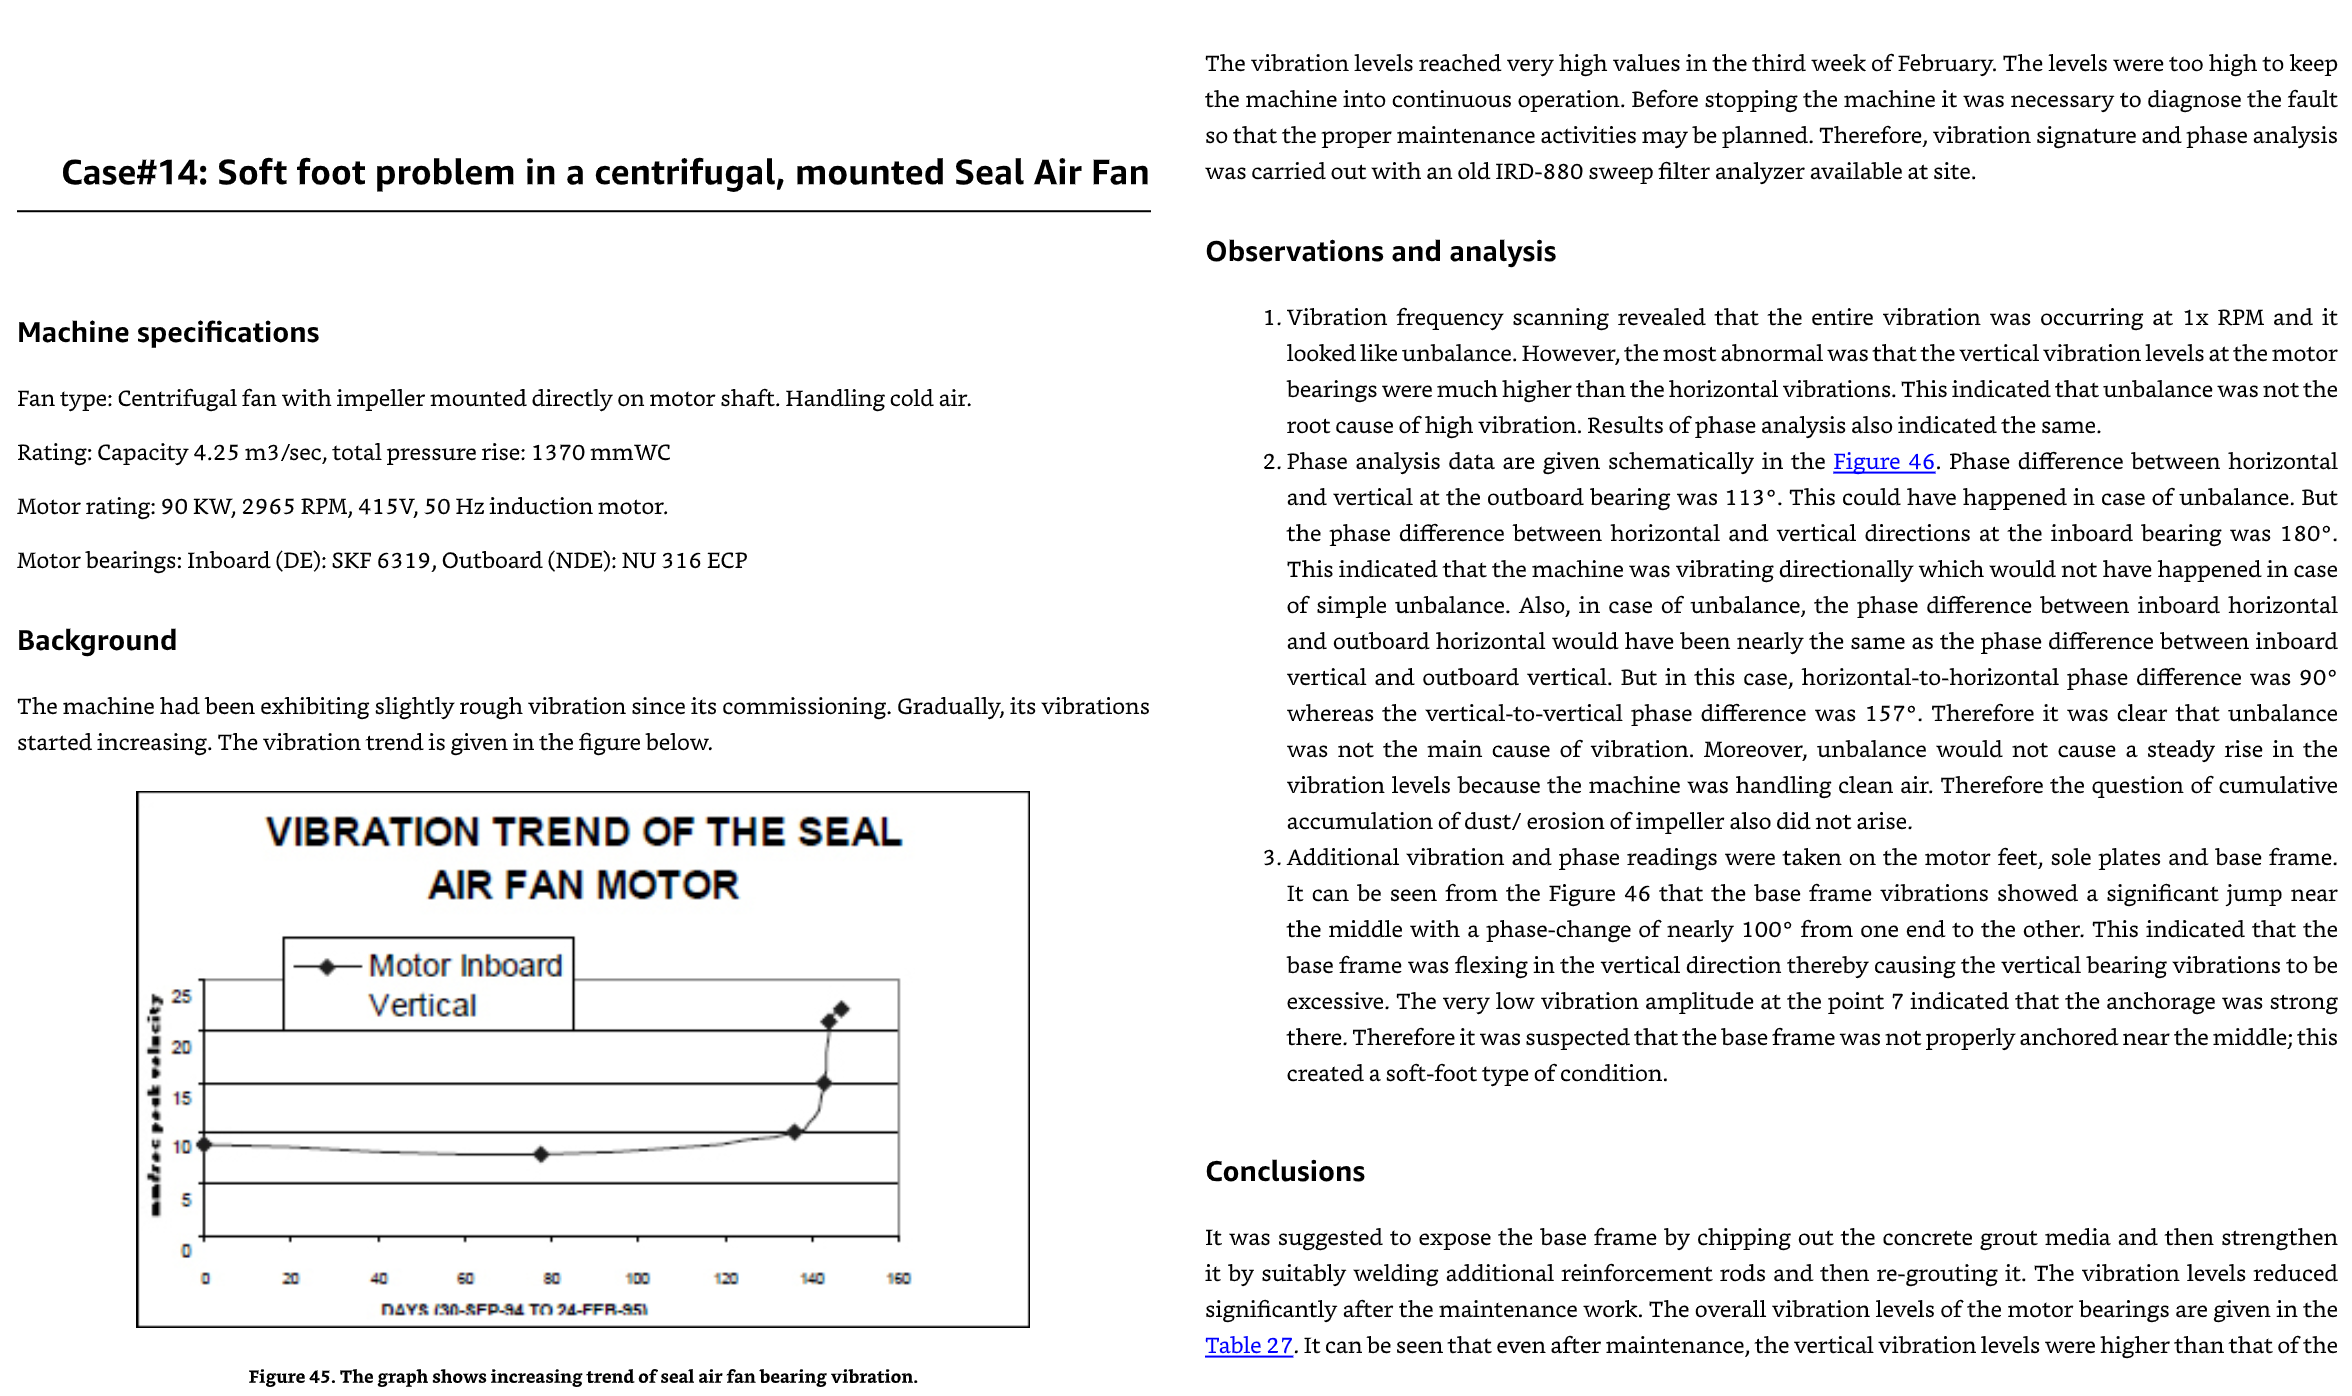 Case#14: Soft foot problem in a centrifugal, mounted Seal Air Fan
Machine specifications
Fan type: Centrifugal fan with impeller mounted directly on motor shaft. Handling cold air.
Rating: Capacity 4.25 m3/sec, total pressure rise: 1370 mmWC
Motor rating: 90 KW, 2965 RPM, 415V, 50 Hz induction motor.
Motor bearings: Inboard (DE): SKF 6319, Outboard (NDE): NU 316 ECP
Background
The machine had been exhibiting slightly rough vibration since its commissioning. Gradually, its vibrations
started increasing. The vibration trend is given in the figure below.
VIBRATION TREND OF THE SEAL
AIR FAN MOTOR
Motor Inboard
Vertical
25
20
15
10
5
0
mm/sec peak velocity
0 20 40 60 80 100 120 140 160
DAYS (30-SEP-94 TO 24-FEB-95)
Figure 45. The graph shows increasing trend of seal air fan bearing vibration.
The vibration levels reached very high values in the third week of February. The levels were too high to keep
the machine into continuous operation. Before stopping the machine it was necessary to diagnose the fault
so that the proper maintenance activities may be planned. Therefore, vibration signature and phase analysis
was carried out with an old IRD-880 sweep filter analyzer available at site.
Observations and analysis
1. Vibration frequency scanning revealed that the entire vibration was occurring at 1x RPM and it
looked like unbalance. However, the most abnormal was that the vertical vibration levels at the motor
bearings were much higher than the horizontal vibrations. This indicated that unbalance was not the
root cause of high vibration. Results of phase analysis also indicated the same.
2. Phase analysis data are given schematically in the Figure 46. Phase difference between horizontal
and vertical at the outboard bearing was 113°. This could have happened in case of unbalance. But
the phase difference between horizontal and vertical directions at the inboard bearing was 180°.
This indicated that the machine was vibrating directionally which would not have happened in case
of simple unbalance. Also, in case of unbalance, the phase difference between inboard horizontal
and outboard horizontal would have been nearly the same as the phase difference between inboard
vertical and outboard vertical. But in this case, horizontal-to-horizontal phase difference was 90°
whereas the vertical-to-vertical phase difference was 157°. Therefore it was clear that unbalance
was not the main cause of vibration. Moreover, unbalance would not cause a steady rise in the
vibration levels because the machine was handling clean air. Therefore the question of cumulative
accumulation of dust/ erosion of impeller also did not arise.
3. Additional vibration and phase readings were taken on the motor feet, sole plates and base frame.
It can be seen from the Figure 46 that the base frame vibrations showed a significant jump near
the middle with a phase-change of nearly 100° from one end to the other. This indicated that the
base frame was flexing in the vertical direction thereby causing the vertical bearing vibrations to be
excessive. The very low vibration amplitude at the point 7 indicated that the anchorage was strong
there. Therefore it was suspected that the base frame was not properly anchored near the middle; this
created a soft-foot type of condition.
Conclusions
It was suggested to expose the base frame by chipping out the concrete grout media and then strengthen
it by suitably welding additional reinforcement rods and then re-grouting it. The vibration levels reduced
significantly after the maintenance work. The overall vibration levels of the motor bearings are given in the
Table 27. It can be seen that even after maintenance, the vertical vibration levels were higher than that of the